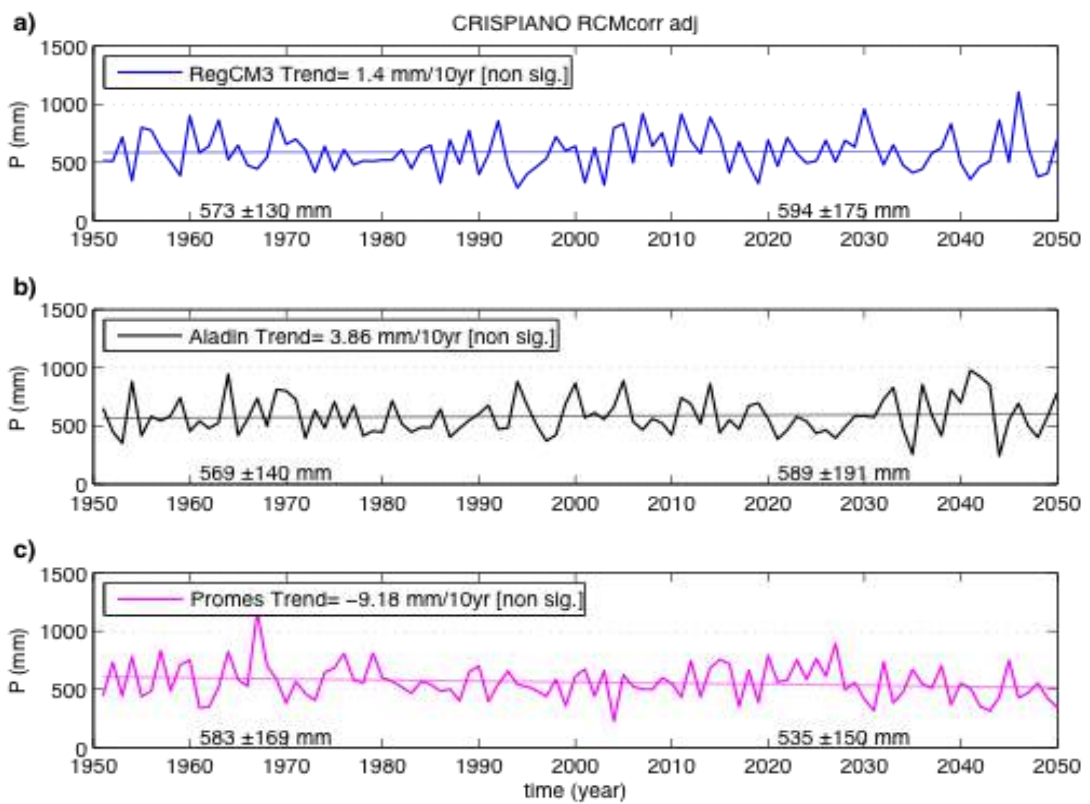 CRISPIANO RCMcorr adj
a)
1500
1000
500
0
P (mm)
RegCM3 Trend= 1.4 mm/10yr [non sig.]
573 ±130 mm
594 ±175 mm
1950 1960 1970 1980 1990 2000 2010 2020 2030 2040 2050
b)
1500
1000
500
0
P (mm)
Aladin Trend= 3.86 mm/10yr [non sig.]
569 ±140 mm
589 ±191 mm
1950 1960 1970 1980 1990 2000 2010 2020 2030 2040 2050
c)
1500
1000
500
0
P (mm)
Promes Trend= −9.18 mm/10yr [non sig.]
583 ±169 mm
535 ±150 mm
1950 1960 1970 1980 1990 2000 2010 2020 2030 2040 2050
time (year)